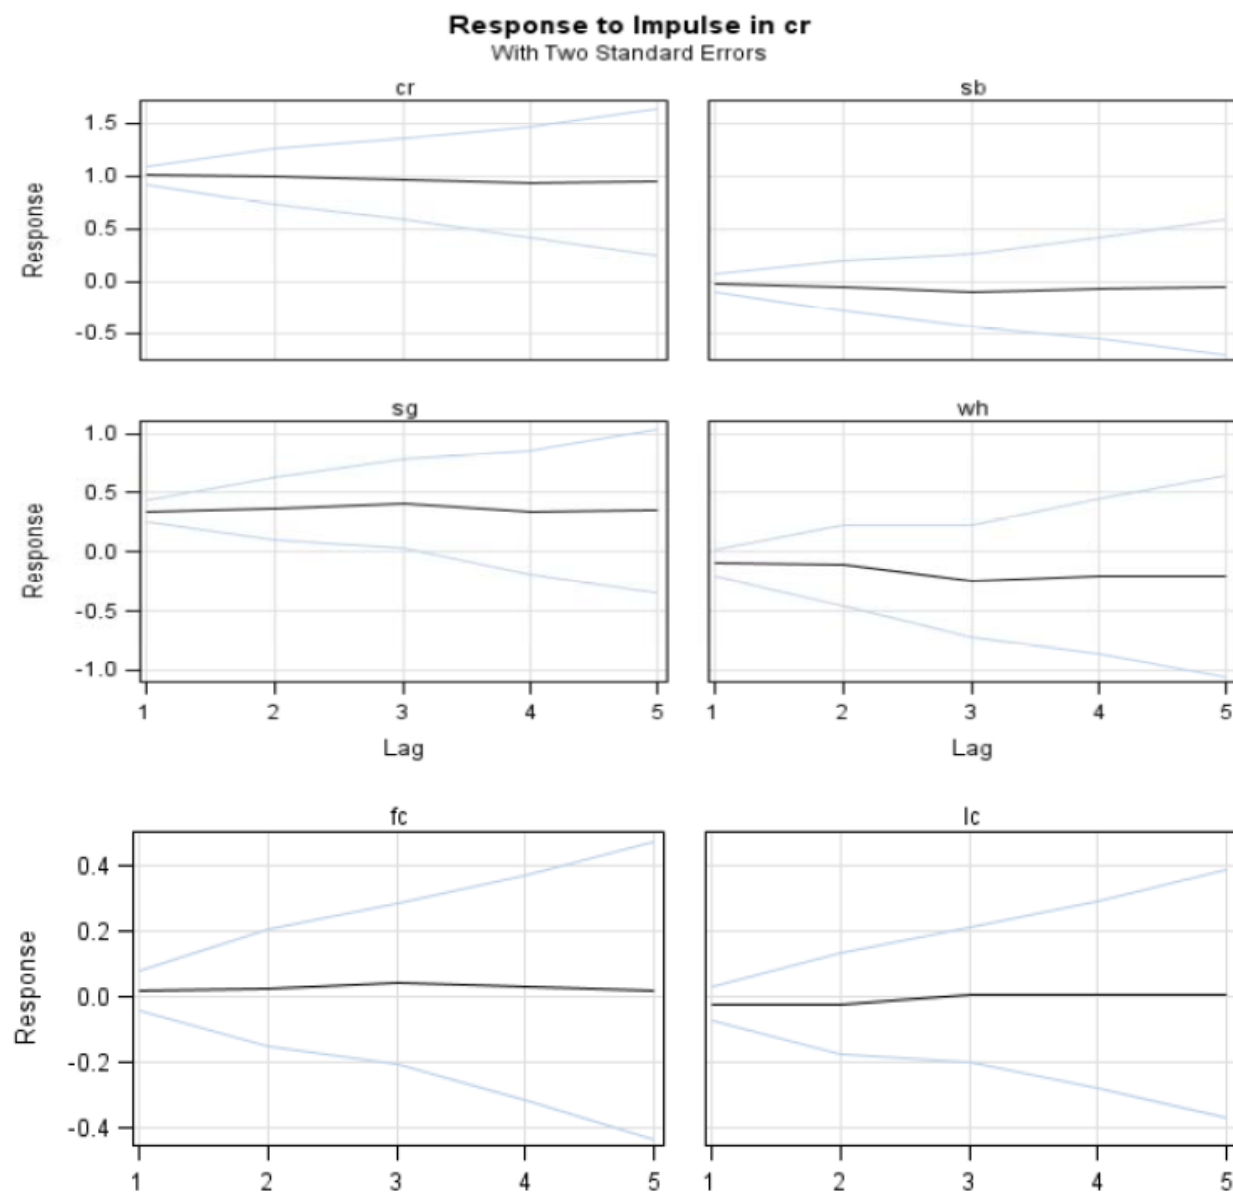 Response to Impulse in cr
With Two Standard Errors
cr
sb
1.5
1.0
0.5
0.0
-0.5
Response
sg
wh
1.0
0.5
0.0
-0.5
-1.0
Response
1 2 3 4 5
1 2 3 4 5
Lag
Lag
fc
lc
0.4
0.2
0.0
-0.2
-0.4
Response
1 2 3 4 5
1 2 3 4 5